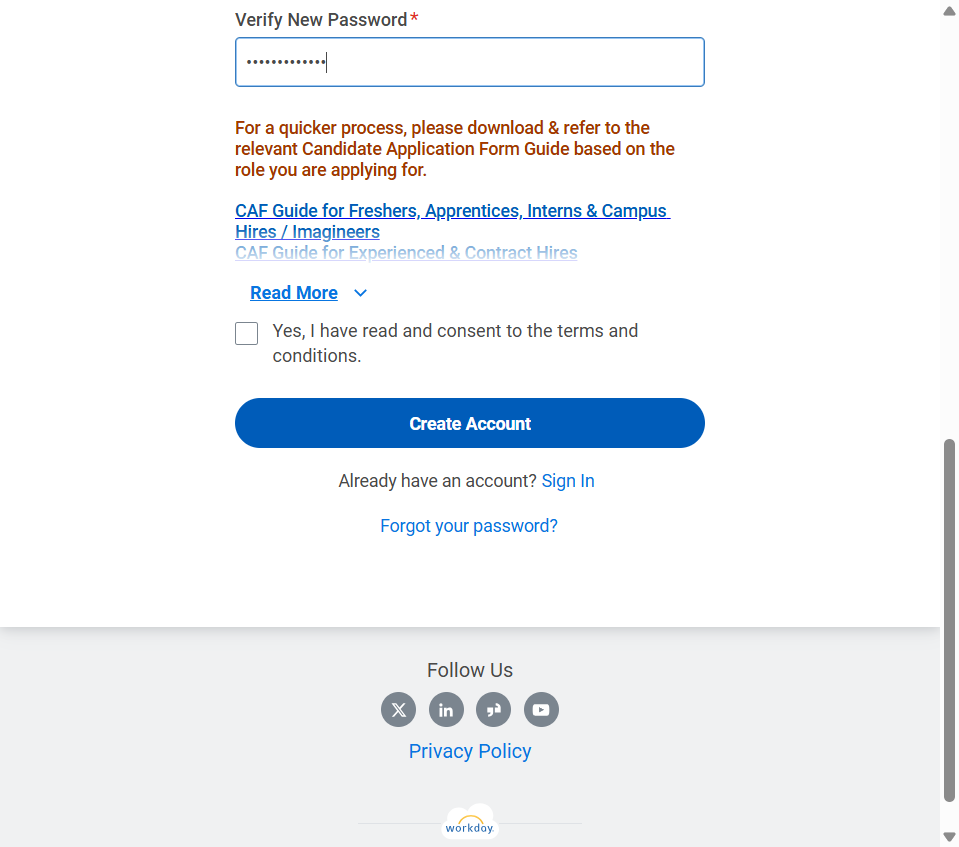 Verify New Password*
•••••••••••••
For a quicker process, please download & refer to the
relevant Candidate Application Form Guide based on the
role you are applying for.
CAF Guide for Freshers, Apprentices, Interns & Campus
Hires / Imagineers
CAF Guide for Experienced & Contract Hires
Read More
Yes, I have read and consent to the terms and
conditions.
Create Account
Already have an account? Sign In
Forgot your password?
Follow Us
Privacy Policy
workday.